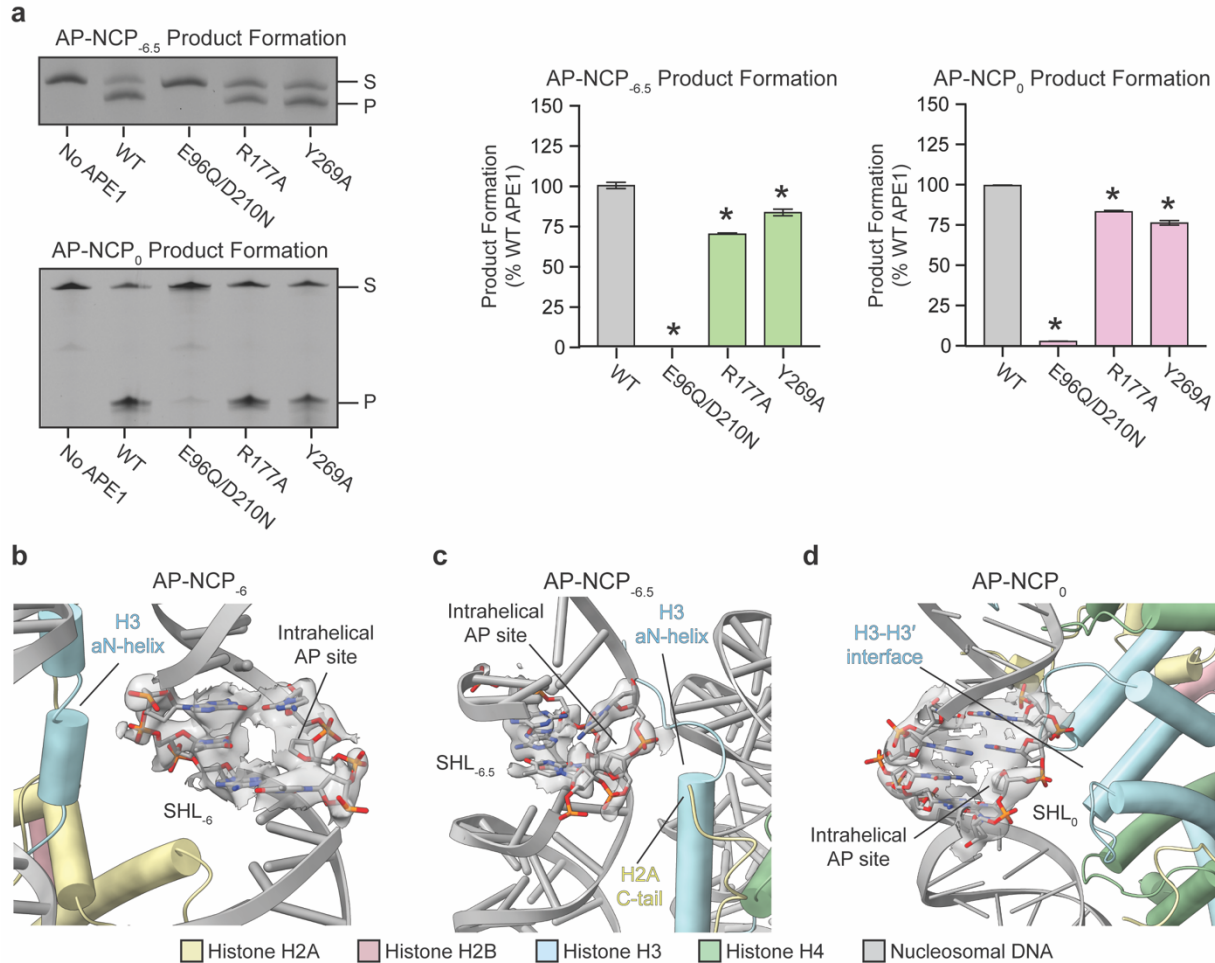 a
AP-NCP-6.5 Product Formation
S
P
No APE1
WT
E96Q/D210N
R177A
Y269A
AP-NCP0 Product Formation
S
P
No APE1
WT
E96Q/D210N
R177A
Y269A
AP-NCP-6.5 Product Formation
Product Formation
(% WT APE1)
150
125
100
75
50
25
0
*
*
*
WT
E96Q/D210N
R177A
Y269A
AP-NCP0 Product Formation
Product Formation
(% WT APE1)
150
125
100
75
50
25
0
*
*
*
WT
E96Q/D210N
R177A
Y269A
b
AP-NCP-6
H3
aN-helix
Intrahelical
AP site
SHL-6
c
AP-NCP-6.5
Intrahelical
AP site
H3
aN-helix
SHL-6.5
H2A
C-tail
d
AP-NCP0
H3-H3′
interface
Intrahelical
AP site
SHL0
Histone H2A
Histone H2B
Histone H3
Histone H4
Nucleosomal DNA